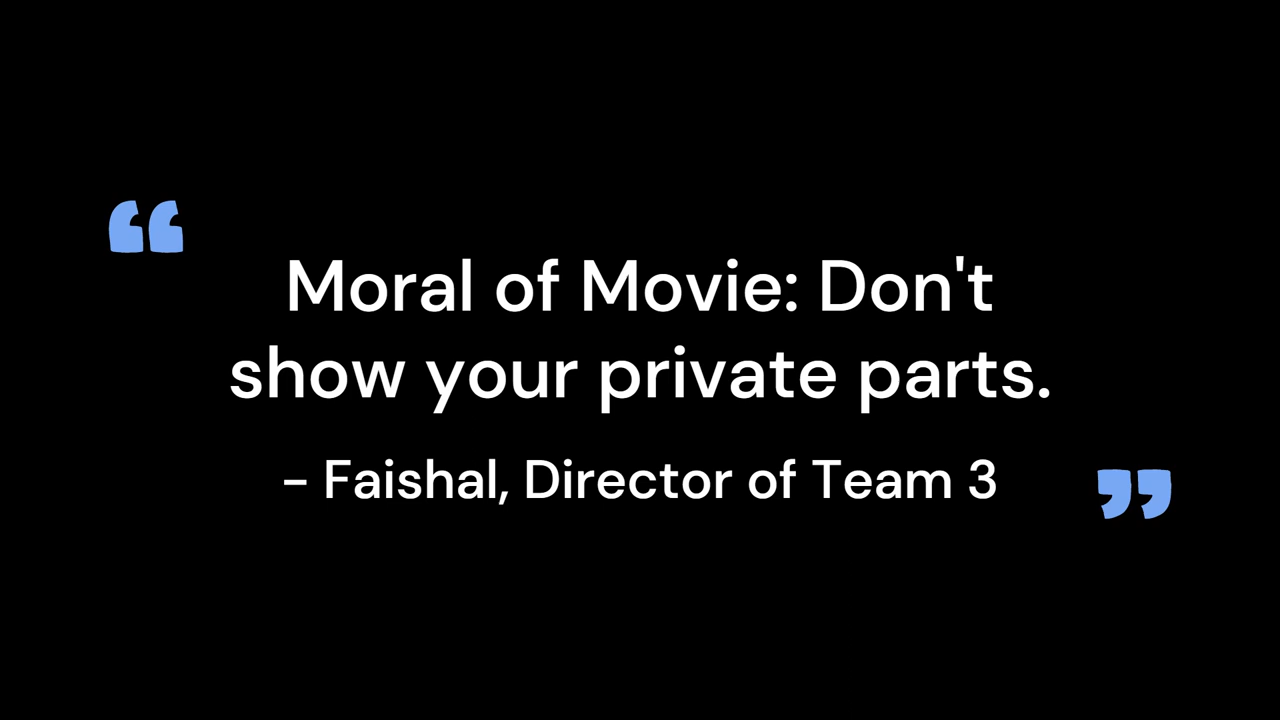 “
Moral of Movie: Don't
show your private parts.
– Faishal, Director of Team 3
”